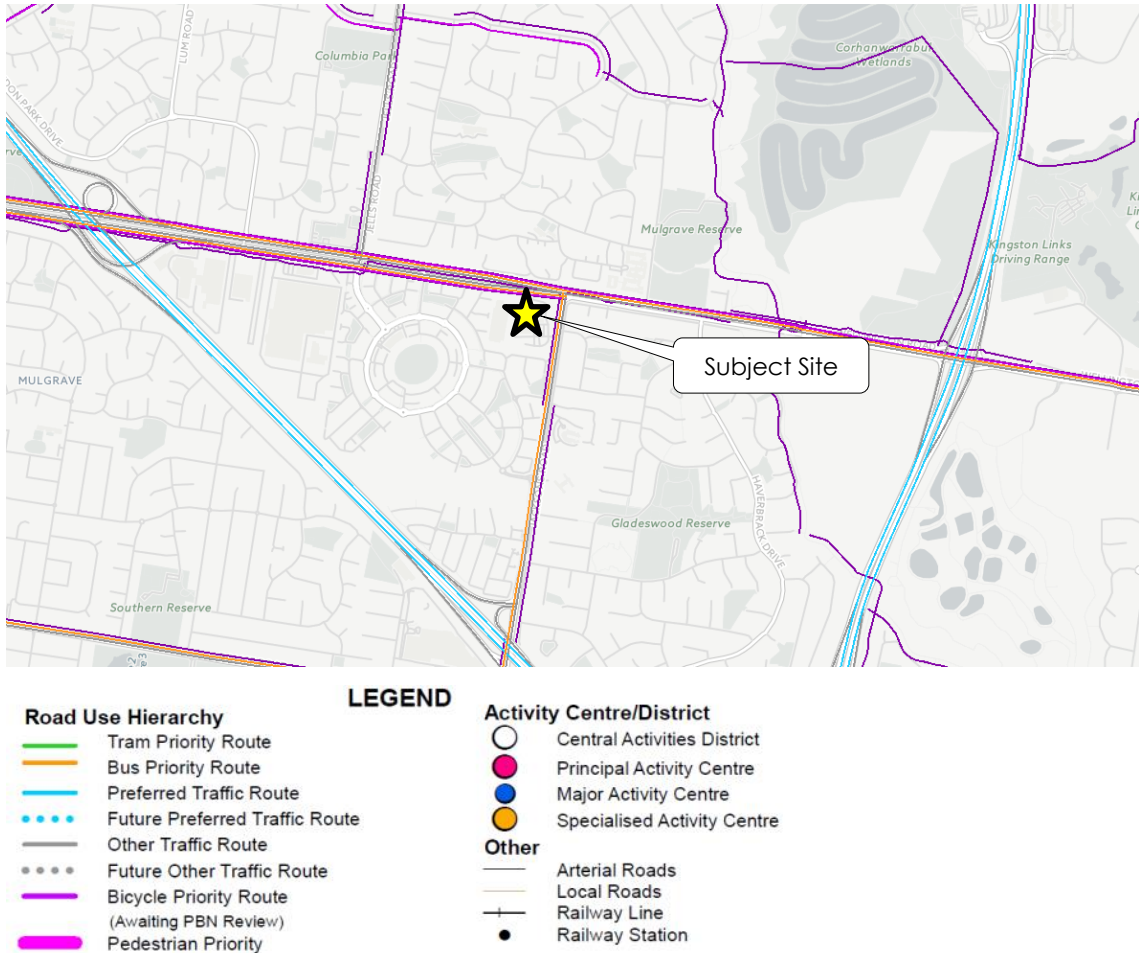 LUM ROAD
Columbia Park
Corhanwarrabul
Wetlands
DON PARK DRIVE
JELLS ROAD
Mulgrave Reserve
Kingston Links
Driving Range
Subject Site
MULGRAVE
HAVERBRACK DRIVE
Gladeswood Reserve
Southern Reserve
LEGEND
Road Use Hierarchy
Tram Priority Route
Bus Priority Route
Preferred Traffic Route
Future Preferred Traffic Route
Other Traffic Route
Future Other Traffic Route
Bicycle Priority Route
(Awaiting PBN Review)
Pedestrian Priority
Activity Centre/District
Central Activities District
Principal Activity Centre
Major Activity Centre
Specialised Activity Centre
Other
Arterial Roads
Local Roads
Railway Line
Railway Station